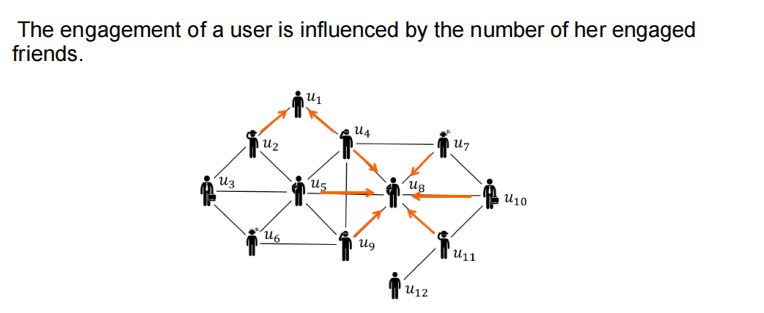 The engagement of a user is influenced by the number of her engaged
friends.
u₁
u₄
u₂
u₇
u₃
u₅
u₈
u₁₀
u₆
u₉
u₁₁
u₁₂